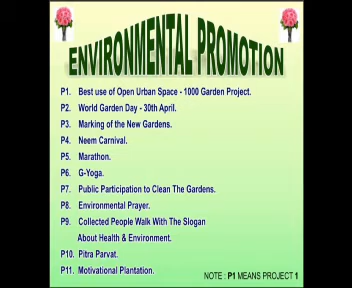 ENVIRONMENTAL PROMOTION
P1. Best use of Open Urban Space - 1000 Garden Project.
P2. World Garden Day - 30th April.
P3. Marking of the New Gardens.
P4. Neem Carnival.
P5. Marathon.
P6. G-Yoga.
P7. Public Participation to Clean The Gardens.
P8. Environmental Prayer.
P9. Collected People Walk With The Slogan
About Health & Environment.
P10. Pitra Parvat.
P11. Motivational Plantation.
NOTE : P1 MEANS PROJECT 1